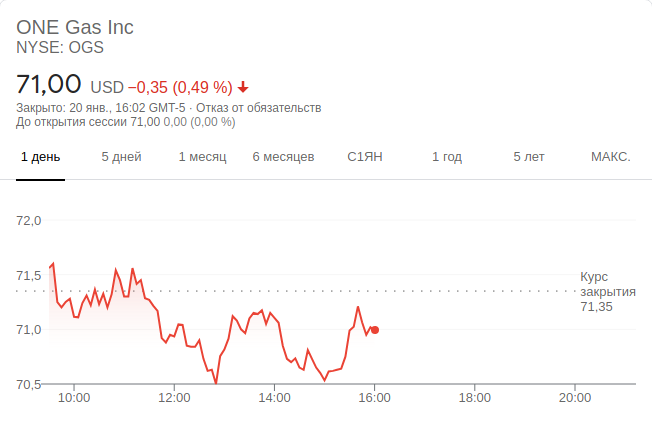 ONE Gas Inc
NYSE: OGS
71,00 USD −0,35 (0,49 %)
Закрыто: 20 янв., 16:02 GMT-5 · Отказ от обязательств
До открытия сессии 71,00 0,00 (0,00 %)
1 день 5 дней 1 месяц 6 месяцев С1ЯН 1 год 5 лет МАКС.
72,0
71,5
71,0
70,5
Курс
закрытия
71,35
10:00 12:00 14:00 16:00 18:00 20:00